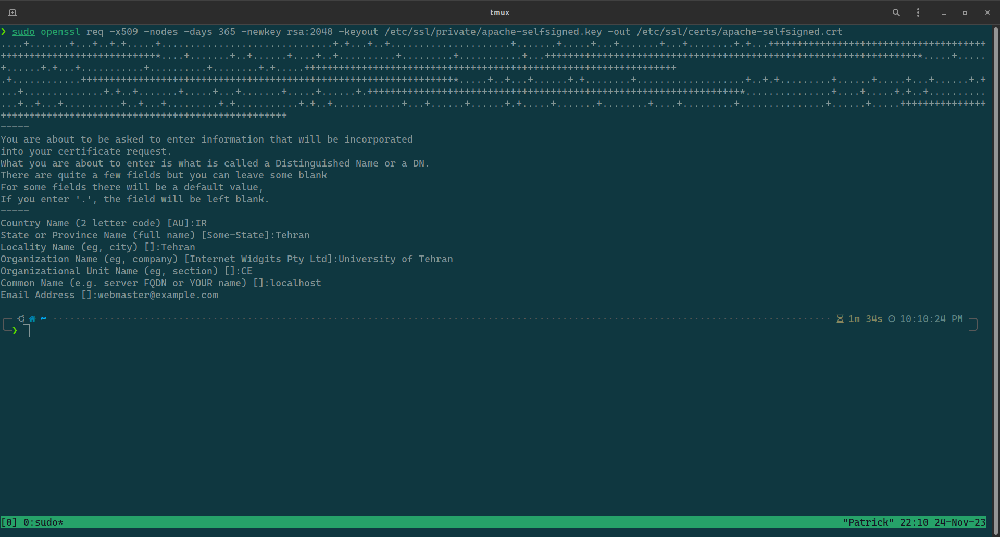 tmux
❯ sudo openssl req -x509 -nodes -days 365 -newkey rsa:2048 -keyout /etc/ssl/private/apache-selfsigned.key -out /etc/ssl/certs/apache-selfsigned.crt
-----
You are about to be asked to enter information that will be incorporated
into your certificate request.
What you are about to enter is what is called a Distinguished Name or a DN.
There are quite a few fields but you can leave some blank
For some fields there will be a default value,
If you enter '.', the field will be left blank.
-----
Country Name (2 letter code) [AU]:IR
State or Province Name (full name) [Some-State]:Tehran
Locality Name (eg, city) []:Tehran
Organization Name (eg, company) [Internet Widgits Pty Ltd]:University of Tehran
Organizational Unit Name (eg, section) []:CE
Common Name (e.g. server FQDN or YOUR name) []:localhost
Email Address []:webmaster@example.com
~ 1m 34s 10:10:24 PM
❯
[0] 0:sudo* "Patrick" 22:10 24-Nov-23